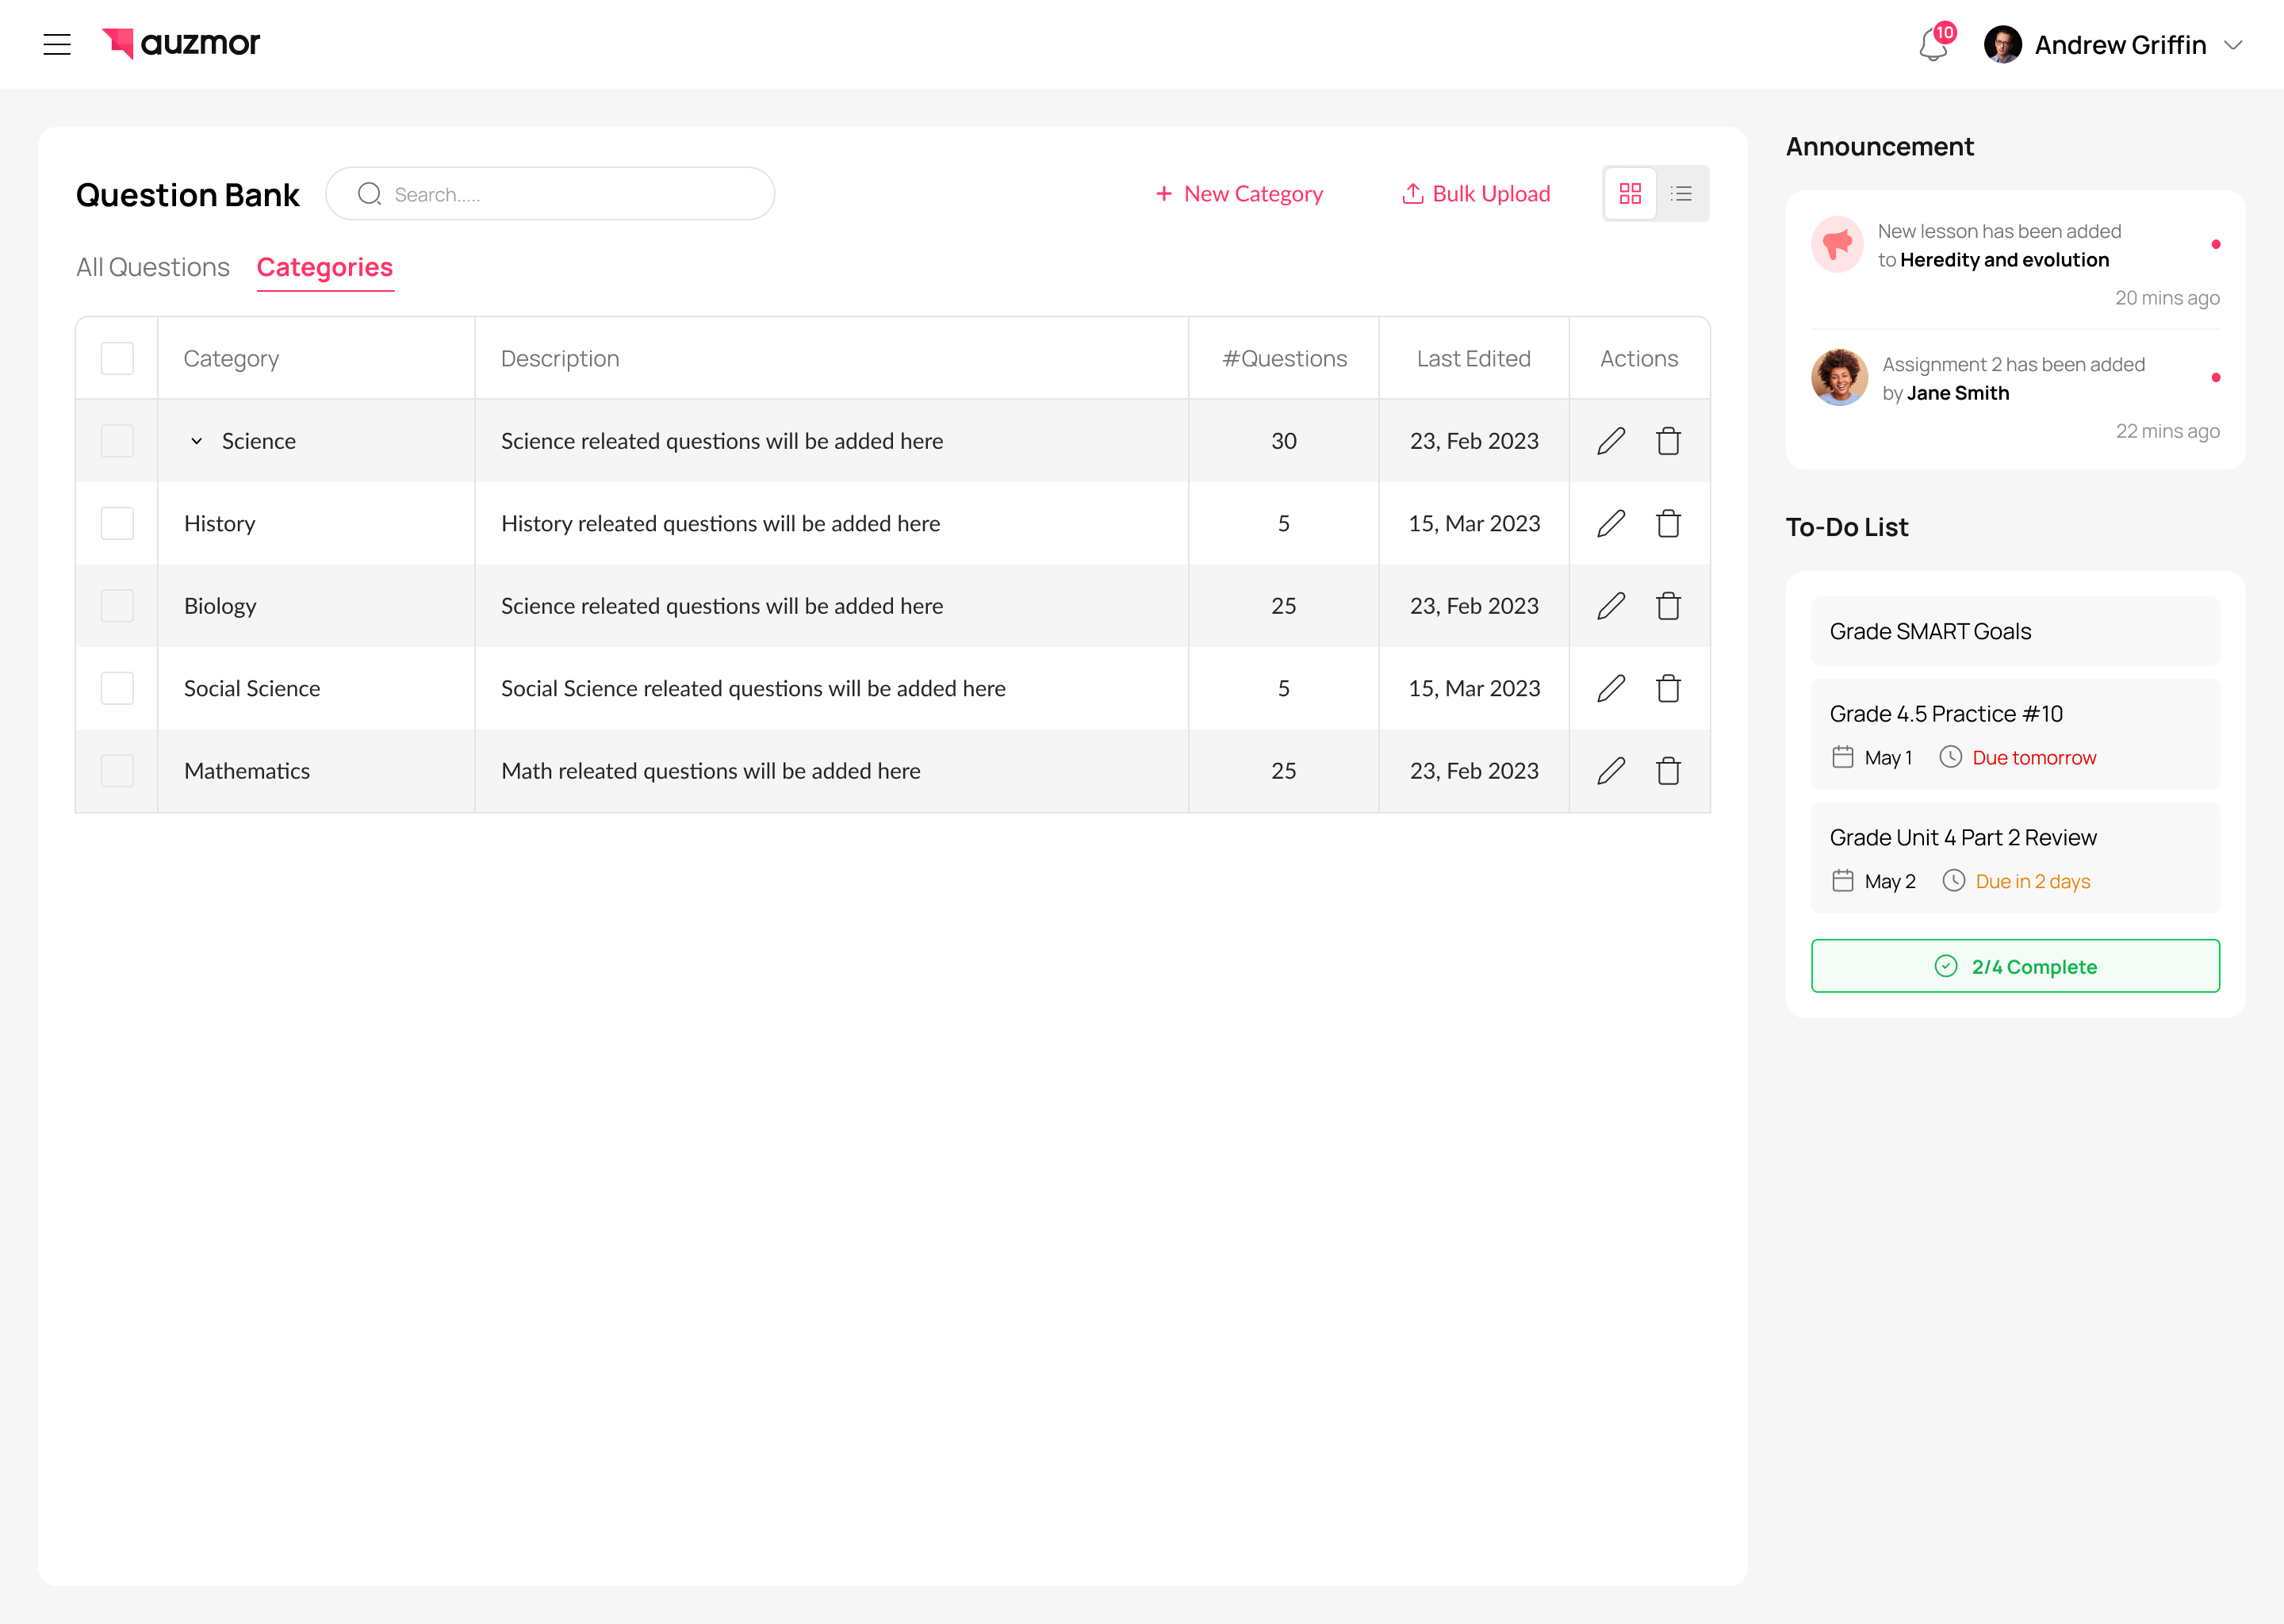 auzmor
10
Andrew Griffin
Question Bank
Search.....
+ New Category
Bulk Upload
All Questions
Categories
Category
Description
#Questions
Last Edited
Actions
Science
Science releated questions will be added here
30
23, Feb 2023
History
History releated questions will be added here
5
15, Mar 2023
Biology
Science releated questions will be added here
25
23, Feb 2023
Social Science
Social Science releated questions will be added here
5
15, Mar 2023
Mathematics
Math releated questions will be added here
25
23, Feb 2023
Announcement
New lesson has been added
to Heredity and evolution
20 mins ago
Assignment 2 has been added
by Jane Smith
22 mins ago
To-Do List
Grade SMART Goals
Grade 4.5 Practice #10
May 1
Due tomorrow
Grade Unit 4 Part 2 Review
May 2
Due in 2 days
2/4 Complete